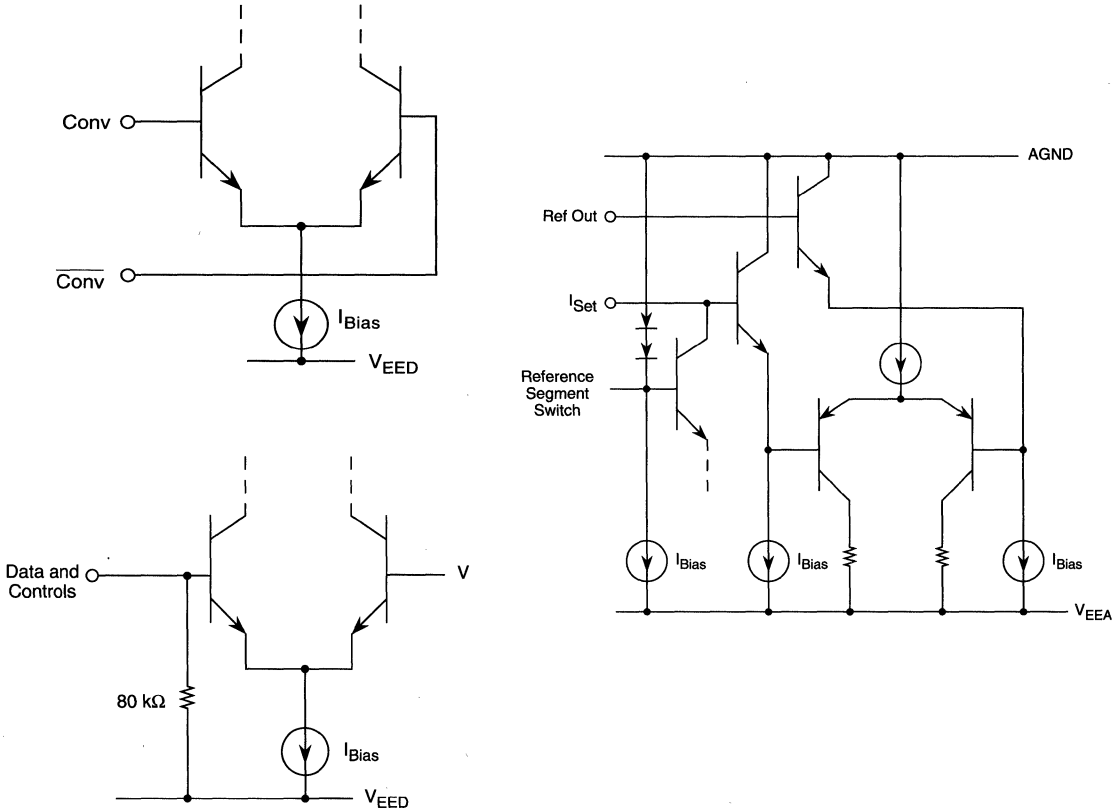 Conv
C̅o̅n̅v̅
I_Bias
V_EED
Data and
Controls
80 kΩ
V
I_Bias
V_EED
AGND
Ref Out
I_Set
Reference
Segment
Switch
I_Bias
I_Bias
I_Bias
V_EEA